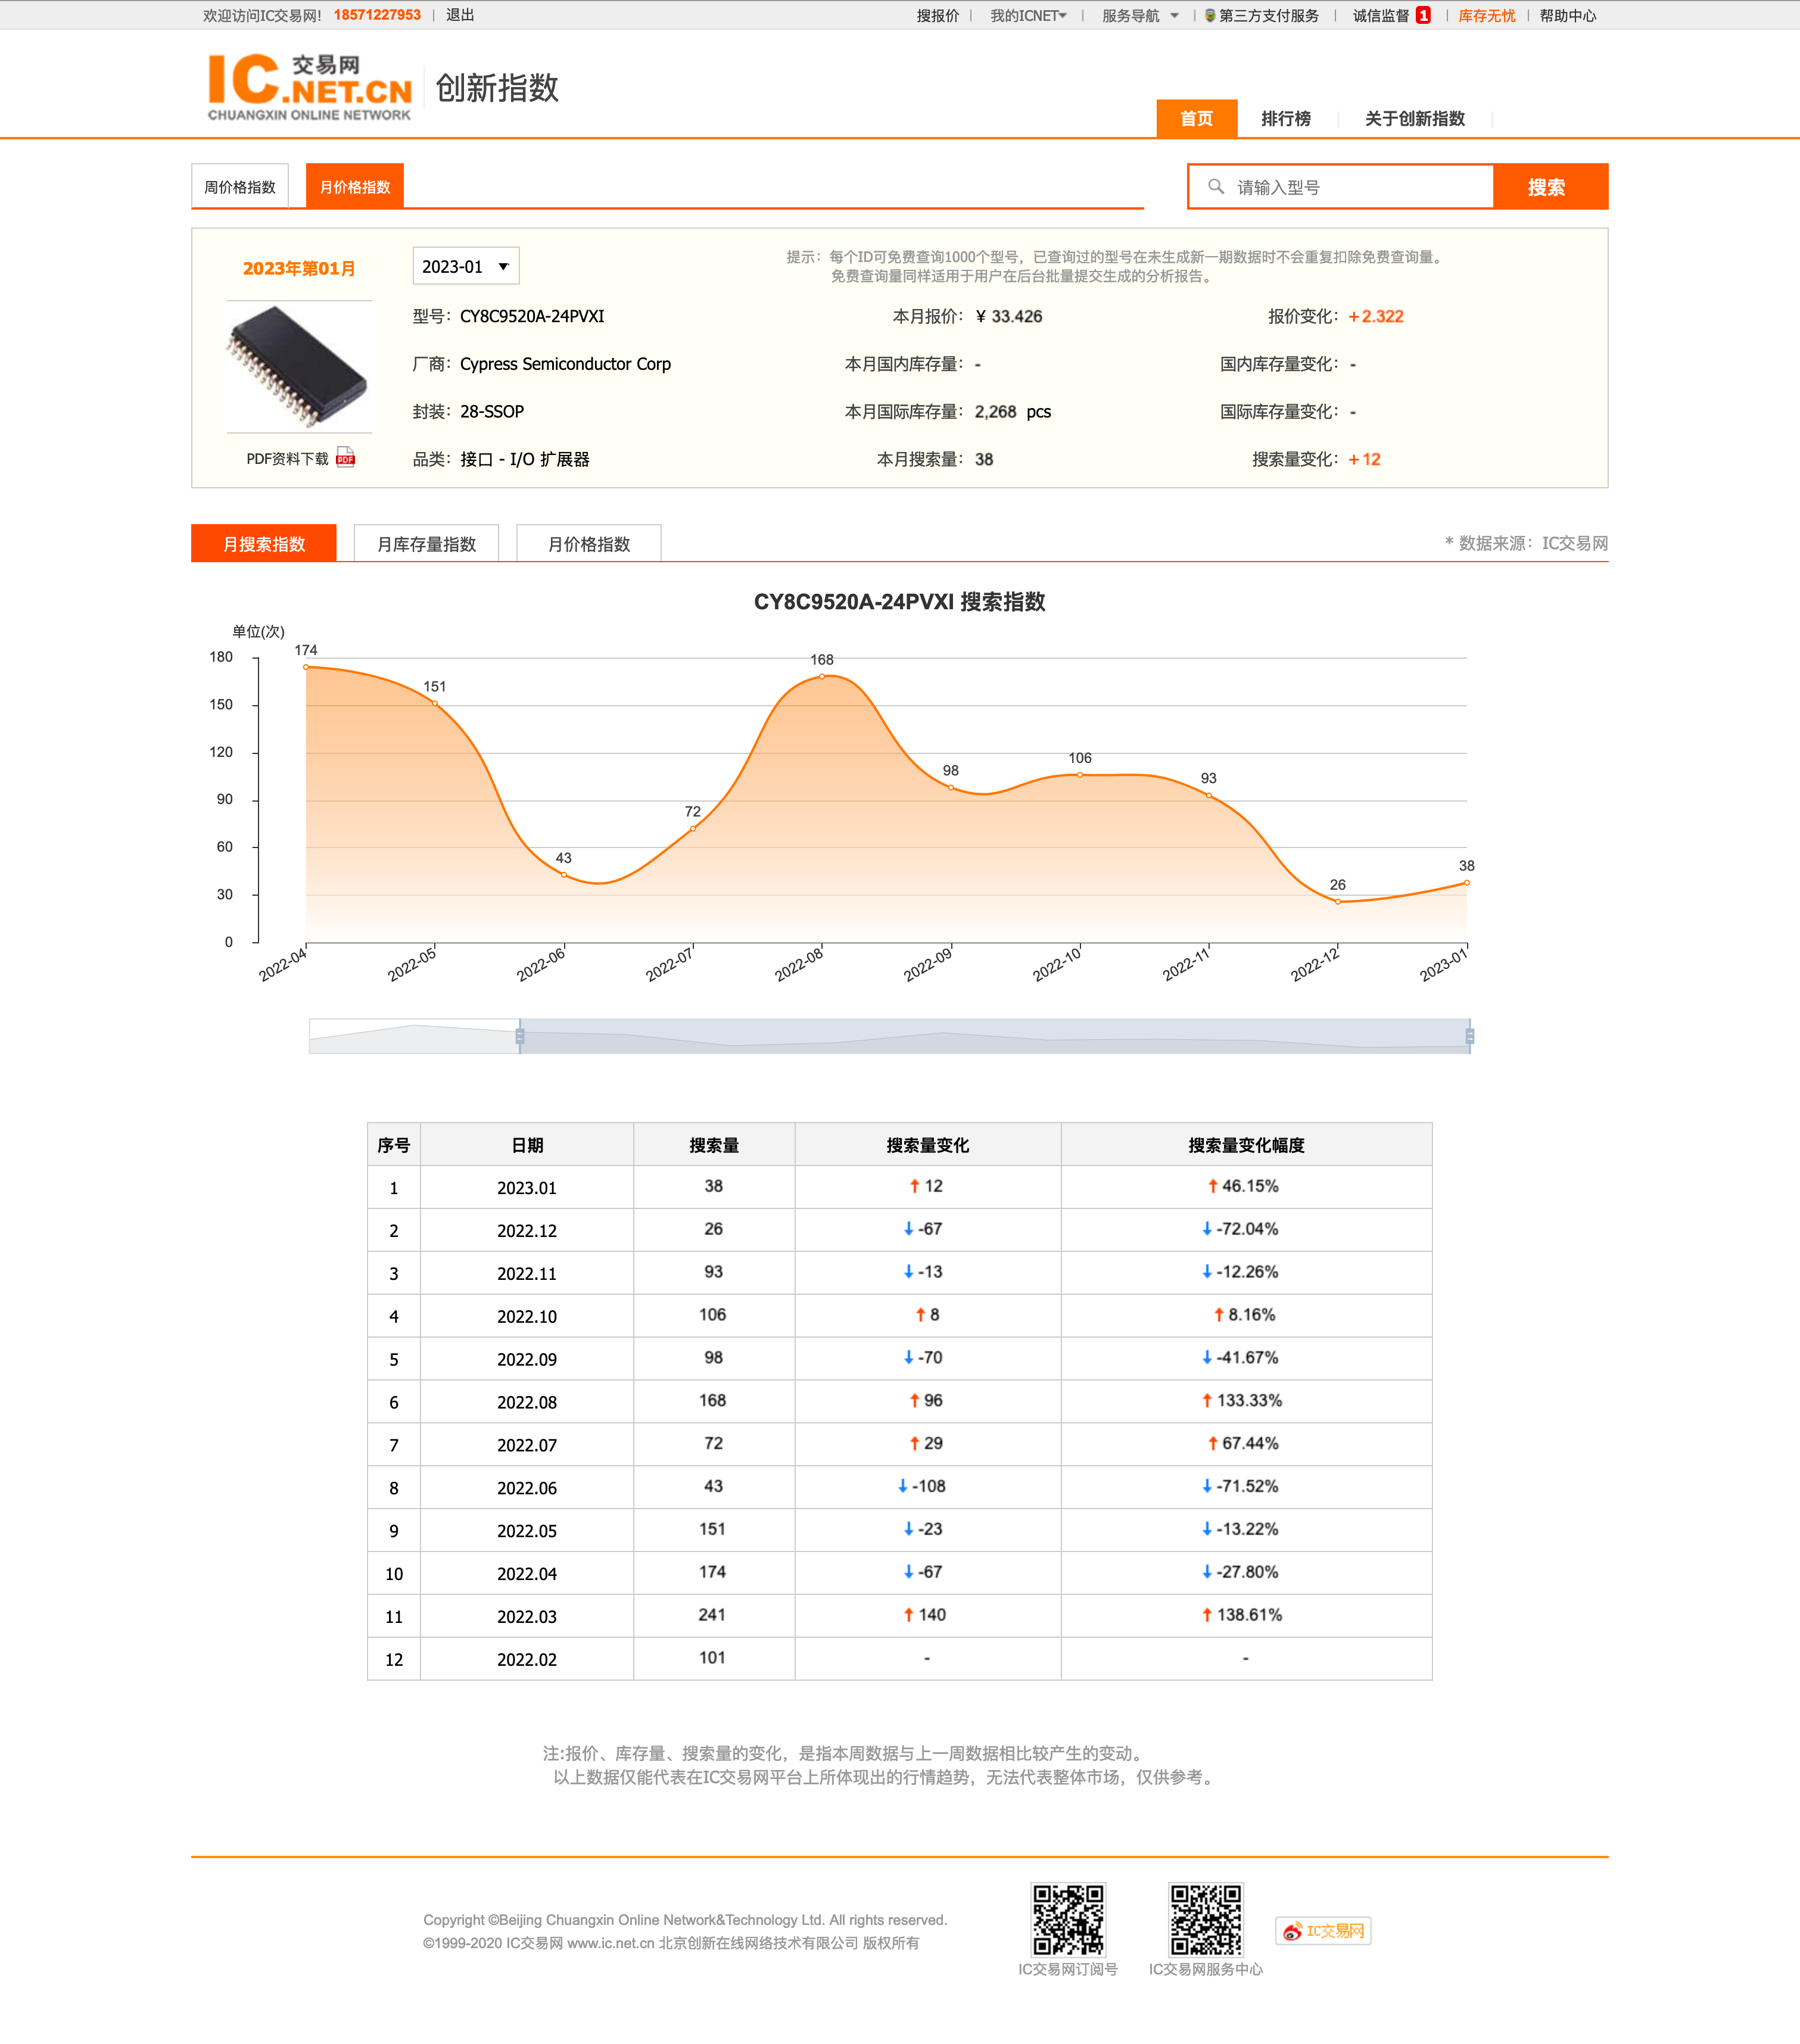 欢迎访问IC交易网! 18571227953 | 退出 搜报价 | 我的ICNET | 服务导航 | 第三方支付服务 | 诚信监督 1 | 库存无忧 | 帮助中心
IC.NET.CN 交易网
CHUANGXIN ONLINE NETWORK
创新指数
首页 排行榜 关于创新指数
周价格指数 月价格指数 请输入型号 搜索
2023年第01月 2023-01
提示：每个ID可免费查询1000个型号，已查询过的型号在未生成新一期数据时不会重复扣除免费查询量。
免费查询量同样适用于用户在后台批量提交生成的分析报告。
型号：CY8C9520A-24PVXI 本月报价：¥ 33.426 报价变化：+2.322
厂商：Cypress Semiconductor Corp 本月国内库存量：- 国内库存量变化：-
封装：28-SSOP 本月国际库存量：2,268 pcs 国际库存量变化：-
PDF资料下载 PDF 品类：接口 - I/O 扩展器 本月搜索量：38 搜索量变化：+12
月搜索指数 月库存量指数 月价格指数 * 数据来源：IC交易网
CY8C9520A-24PVXI 搜索指数
单位(次)
180
150
120
90
60
30
0
174 151 43 72 168 98 106 93 26 38
2022-04 2022-05 2022-06 2022-07 2022-08 2022-09 2022-10 2022-11 2022-12 2023-01
序号 日期 搜索量 搜索量变化 搜索量变化幅度
1 2023.01 38 ↑ 12 ↑ 46.15%
2 2022.12 26 ↓ -67 ↓ -72.04%
3 2022.11 93 ↓ -13 ↓ -12.26%
4 2022.10 106 ↑ 8 ↑ 8.16%
5 2022.09 98 ↓ -70 ↓ -41.67%
6 2022.08 168 ↑ 96 ↑ 133.33%
7 2022.07 72 ↑ 29 ↑ 67.44%
8 2022.06 43 ↓ -108 ↓ -71.52%
9 2022.05 151 ↓ -23 ↓ -13.22%
10 2022.04 174 ↓ -67 ↓ -27.80%
11 2022.03 241 ↑ 140 ↑ 138.61%
12 2022.02 101 - -
注:报价、库存量、搜索量的变化，是指本周数据与上一周数据相比较产生的变动。
以上数据仅能代表在IC交易网平台上所体现出的行情趋势，无法代表整体市场，仅供参考。
Copyright ©Beijing Chuangxin Online Network&Technology Ltd. All rights reserved.
©1999-2020 IC交易网 www.ic.net.cn 北京创新在线网络技术有限公司 版权所有
IC交易网订阅号 IC交易网服务中心 IC交易网